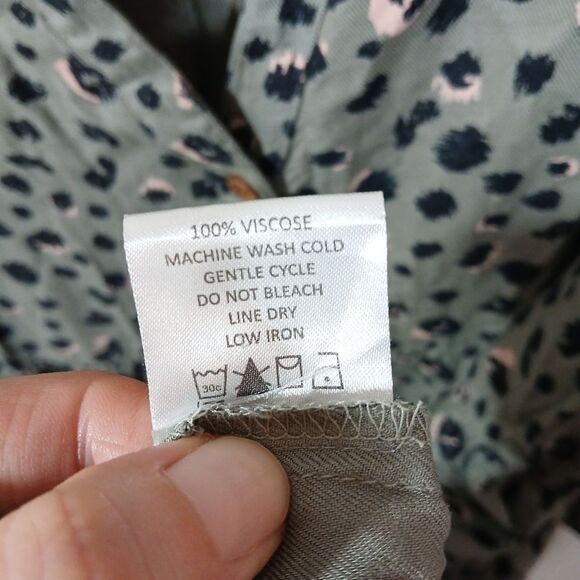 100% VISCOSE
MACHINE WASH COLD
GENTLE CYCLE
DO NOT BLEACH
LINE DRY
LOW IRON
30c